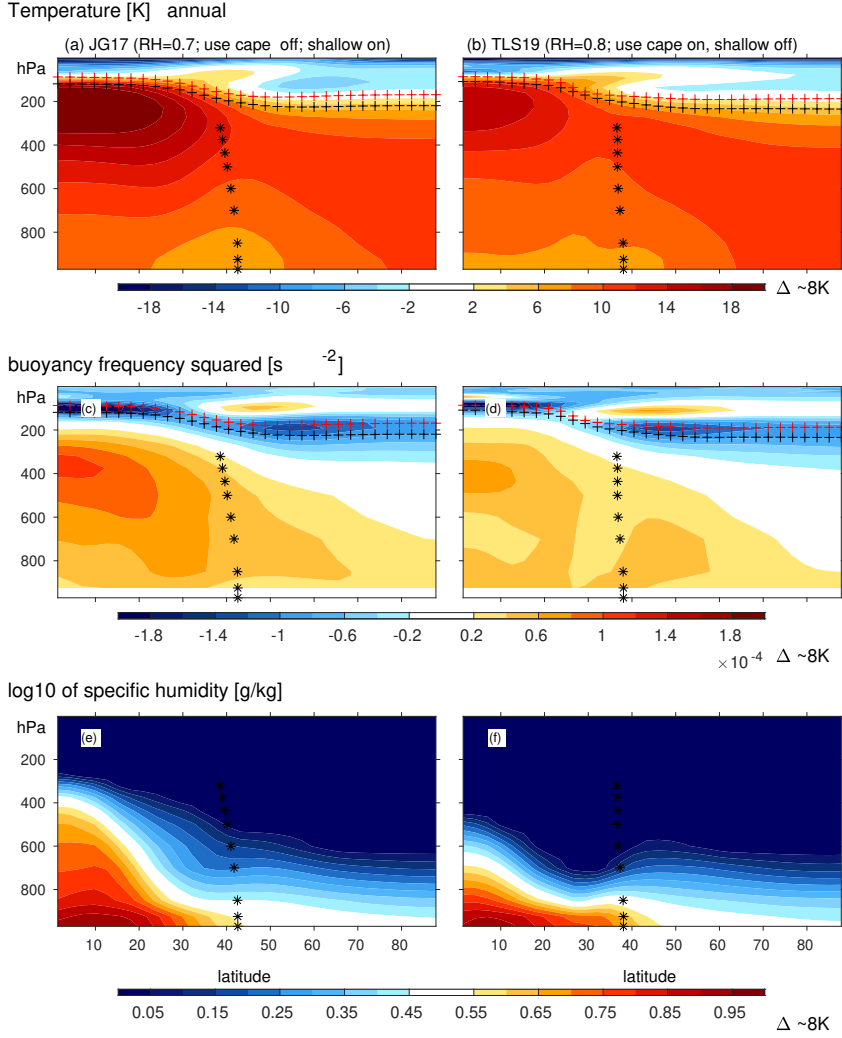 Temperature [K] annual
(a) JG17 (RH=0.7; use cape off; shallow on)
(b) TLS19 (RH=0.8; use cape on, shallow off)
hPa
200
400
600
800
-18 -14 -10 -6 -2 2 6 10 14 18
Δ ~8K
buoyancy frequency squared [s -2]
hPa
(c)
(d)
200
400
600
800
-1.8 -1.4 -1 -0.6 -0.2 0.2 0.6 1 1.4 1.8
×10-4 Δ ~8K
log10 of specific humidity [g/kg]
hPa
(e)
(f)
200
400
600
800
10 20 30 40 50 60 70 80
10 20 30 40 50 60 70 80
latitude
latitude
0.05 0.15 0.25 0.35 0.45 0.55 0.65 0.75 0.85 0.95
Δ ~8K